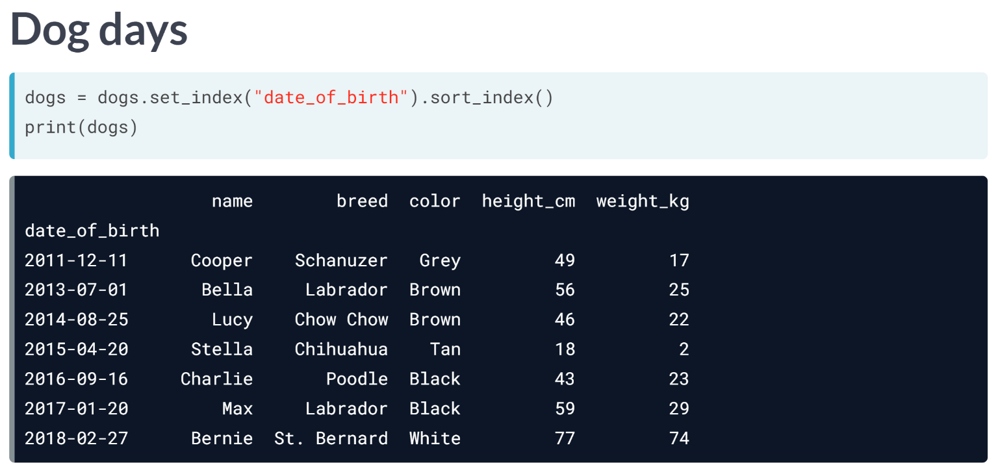 Dog days
dogs = dogs.set_index("date_of_birth").sort_index()
print(dogs)
name breed color height_cm weight_kg
date_of_birth
2011-12-11 Cooper Schanuzer Grey 49 17
2013-07-01 Bella Labrador Brown 56 25
2014-08-25 Lucy Chow Chow Brown 46 22
2015-04-20 Stella Chihuahua Tan 18 2
2016-09-16 Charlie Poodle Black 43 23
2017-01-20 Max Labrador Black 59 29
2018-02-27 Bernie St. Bernard White 77 74